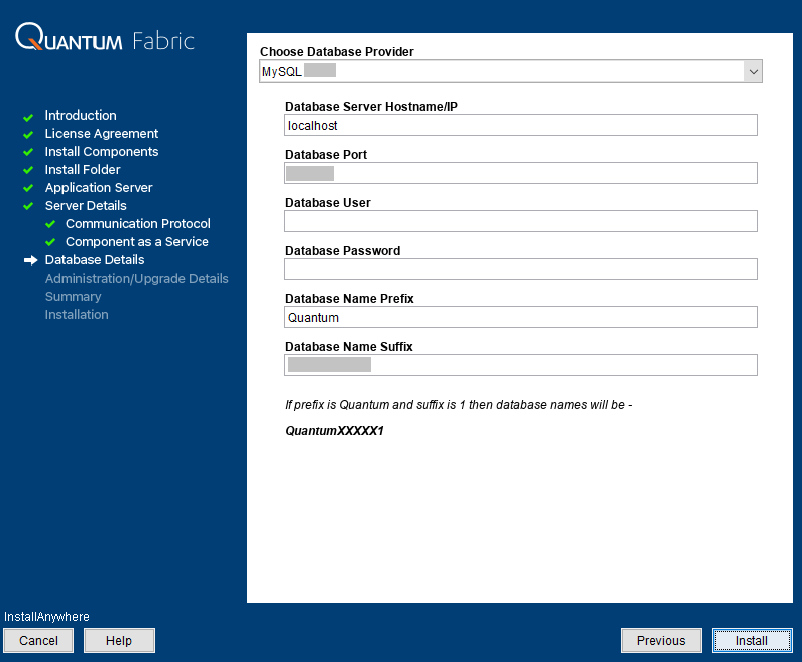 QUANTUM Fabric
Introduction
License Agreement
Install Components
Install Folder
Application Server
Server Details
Communication Protocol
Component as a Service
Database Details
Administration/Upgrade Details
Summary
Installation
Choose Database Provider
MySQL
Database Server Hostname/IP
localhost
Database Port
Database User
Database Password
Database Name Prefix
Quantum
Database Name Suffix
If prefix is Quantum and suffix is 1 then database names will be -
QuantumXXXXX1
InstallAnywhere
Cancel
Help
Previous
Install